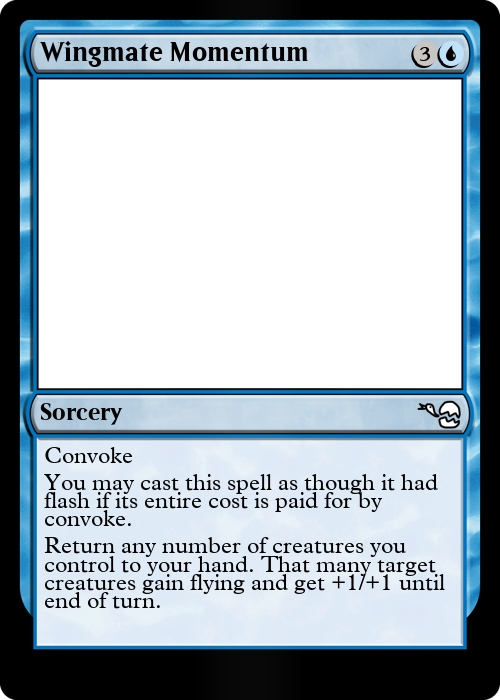 Wingmate Momentum 3
Sorcery
Convoke
You may cast this spell as though it had
flash if its entire cost is paid for by
convoke.
Return any number of creatures you
control to your hand. That many target
creatures gain flying and get +1/+1 until
end of turn.